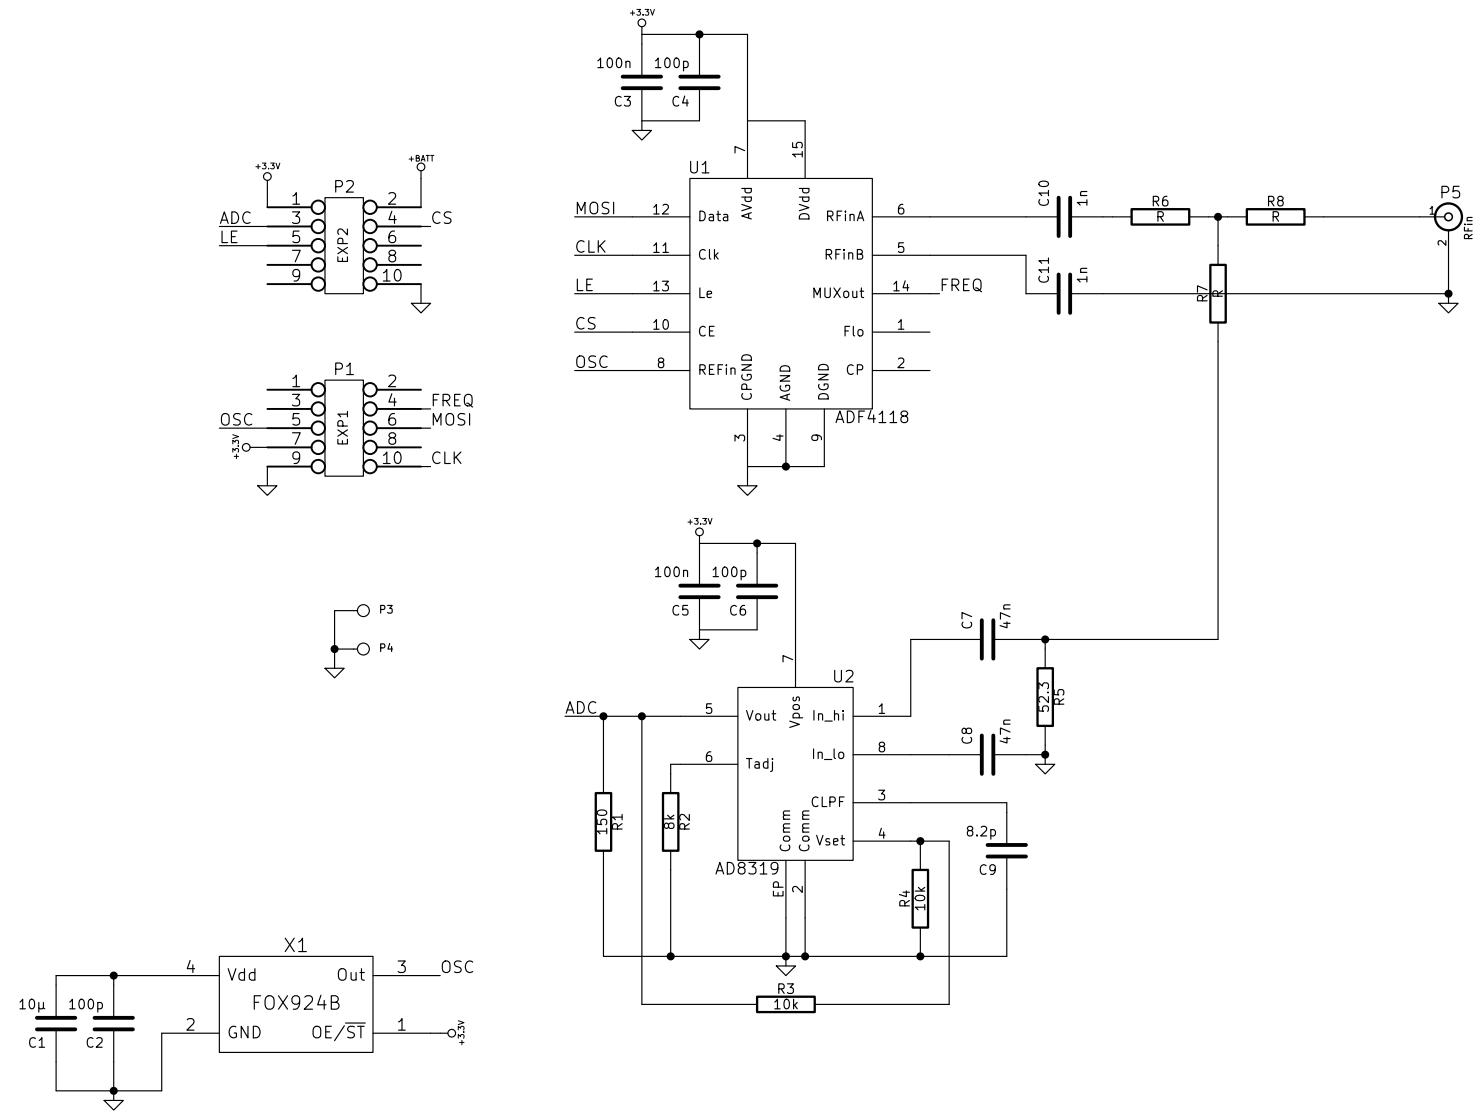 +3.3V
100n
100p
C3
C4
7
15
U1
AVdd
DVdd
MOSI
12
Data
RFinA
6
CLK
11
Clk
RFinB
5
LE
13
Le
MUXout
14
FREQ
CS
10
CE
Flo
1
OSC
8
REFin
CP
2
CPGND
AGND
DGND
ADF4118
3
4
9
C10
1n
C11
1n
R6
R
R8
R
R7
R
P5
1
2
RFin
+3.3V
+BATT
P2
1
2
ADC
3
4
CS
LE
5
6
7
8
9
10
EXP2
P1
1
2
3
4
FREQ
OSC
5
6
MOSI
+3.3V
7
8
9
10
CLK
EXP1
P3
P4
+3.3V
100n
100p
C5
C6
7
U2
Vpos
ADC
5
Vout
In_hi
1
6
Tadj
In_lo
8
CLPF
3
Vset
4
Comm
Comm
AD8319
EP
2
C7
47n
C8
47n
52.3
R5
150
R1
8k
R2
8.2p
C9
R4
10k
R3
10k
X1
4
Vdd
Out
3
OSC
FOX924B
2
GND
OE/ST
1
+3.3V
10µ
100p
C1
C2